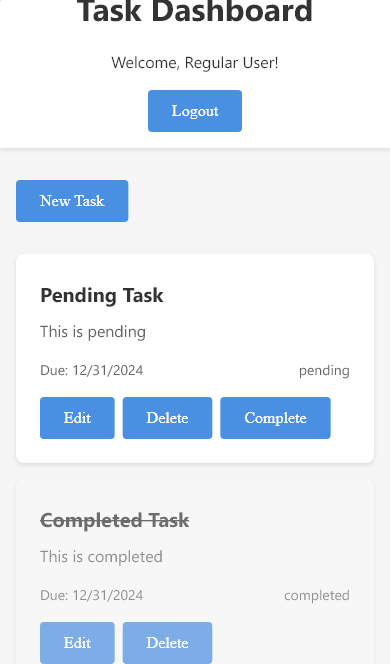 Task Dashboard
Welcome, Regular User!
Logout
New Task
Pending Task
This is pending
Due: 12/31/2024 pending
Edit Delete Complete
Completed Task
This is completed
Due: 12/31/2024 completed
Edit Delete